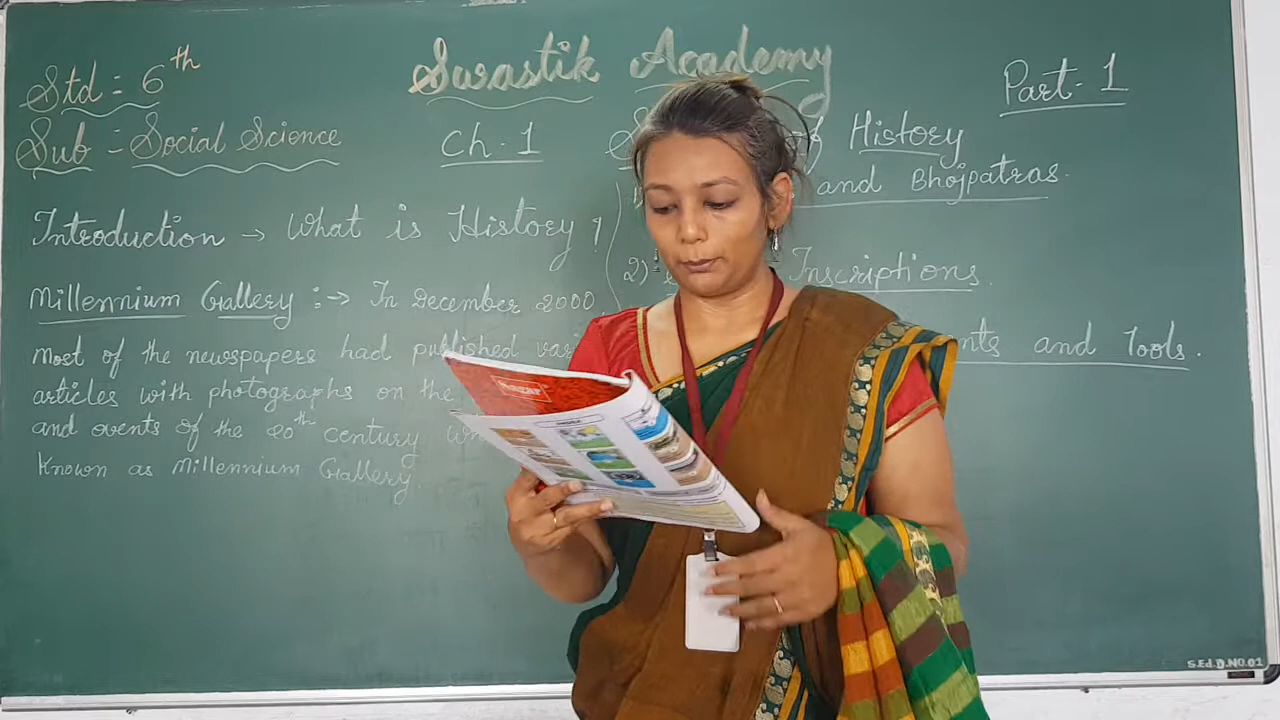 Std = 6th
Sub = Social Science
Swastik Academy
Part-1
Ch.1
of History
and Bhojpatras.
2)
Inscriptions.
and Tools.
Introduction → What is History ?
Millennium Gallery :→ In December 2000
Most of the newspapers had published
articles with photographs on the
and events of the 20th century
known as Millennium Gallery.
S.Ed.D.NO.01